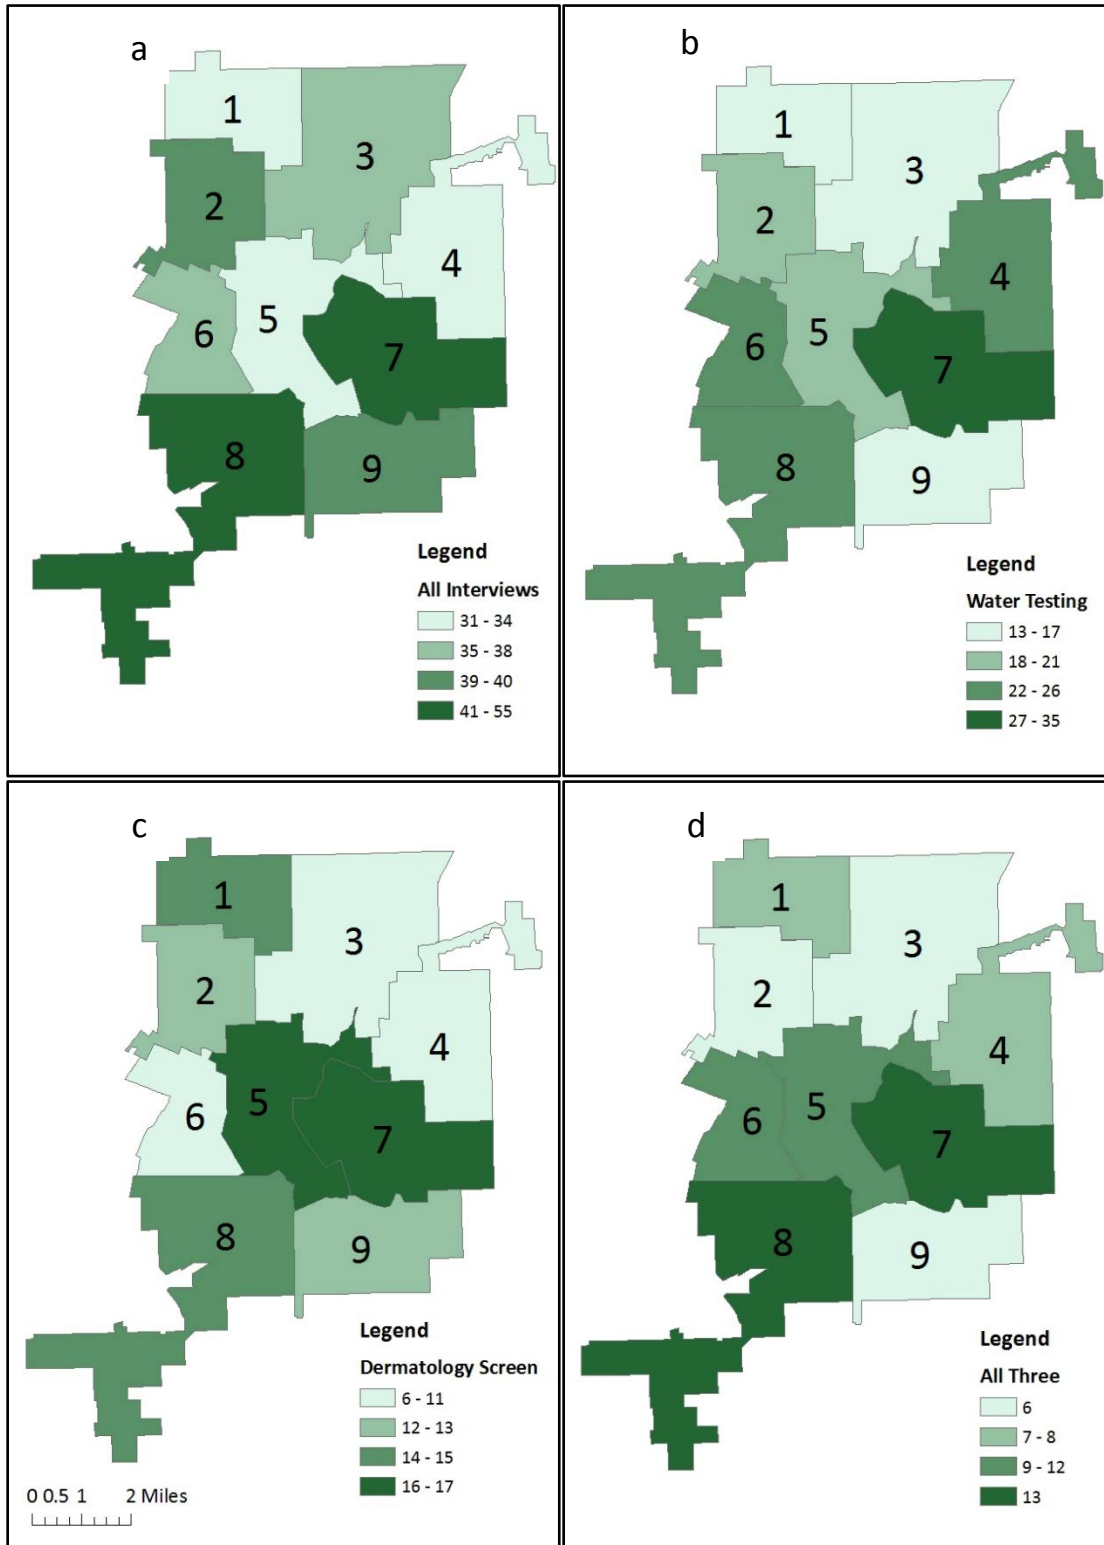 a
1
2
3
4
5
6
7
8
9
Legend
All Interviews
31 - 34
35 - 38
39 - 40
41 - 55
b
1
2
3
4
5
6
7
8
9
Legend
Water Testing
13 - 17
18 - 21
22 - 26
27 - 35
c
1
2
3
4
5
6
7
8
9
Legend
Dermatology Screen
6 - 11
12 - 13
14 - 15
16 - 17
0 0.5 1 2 Miles
d
1
2
3
4
5
6
7
8
9
Legend
All Three
6
7 - 8
9 - 12
13